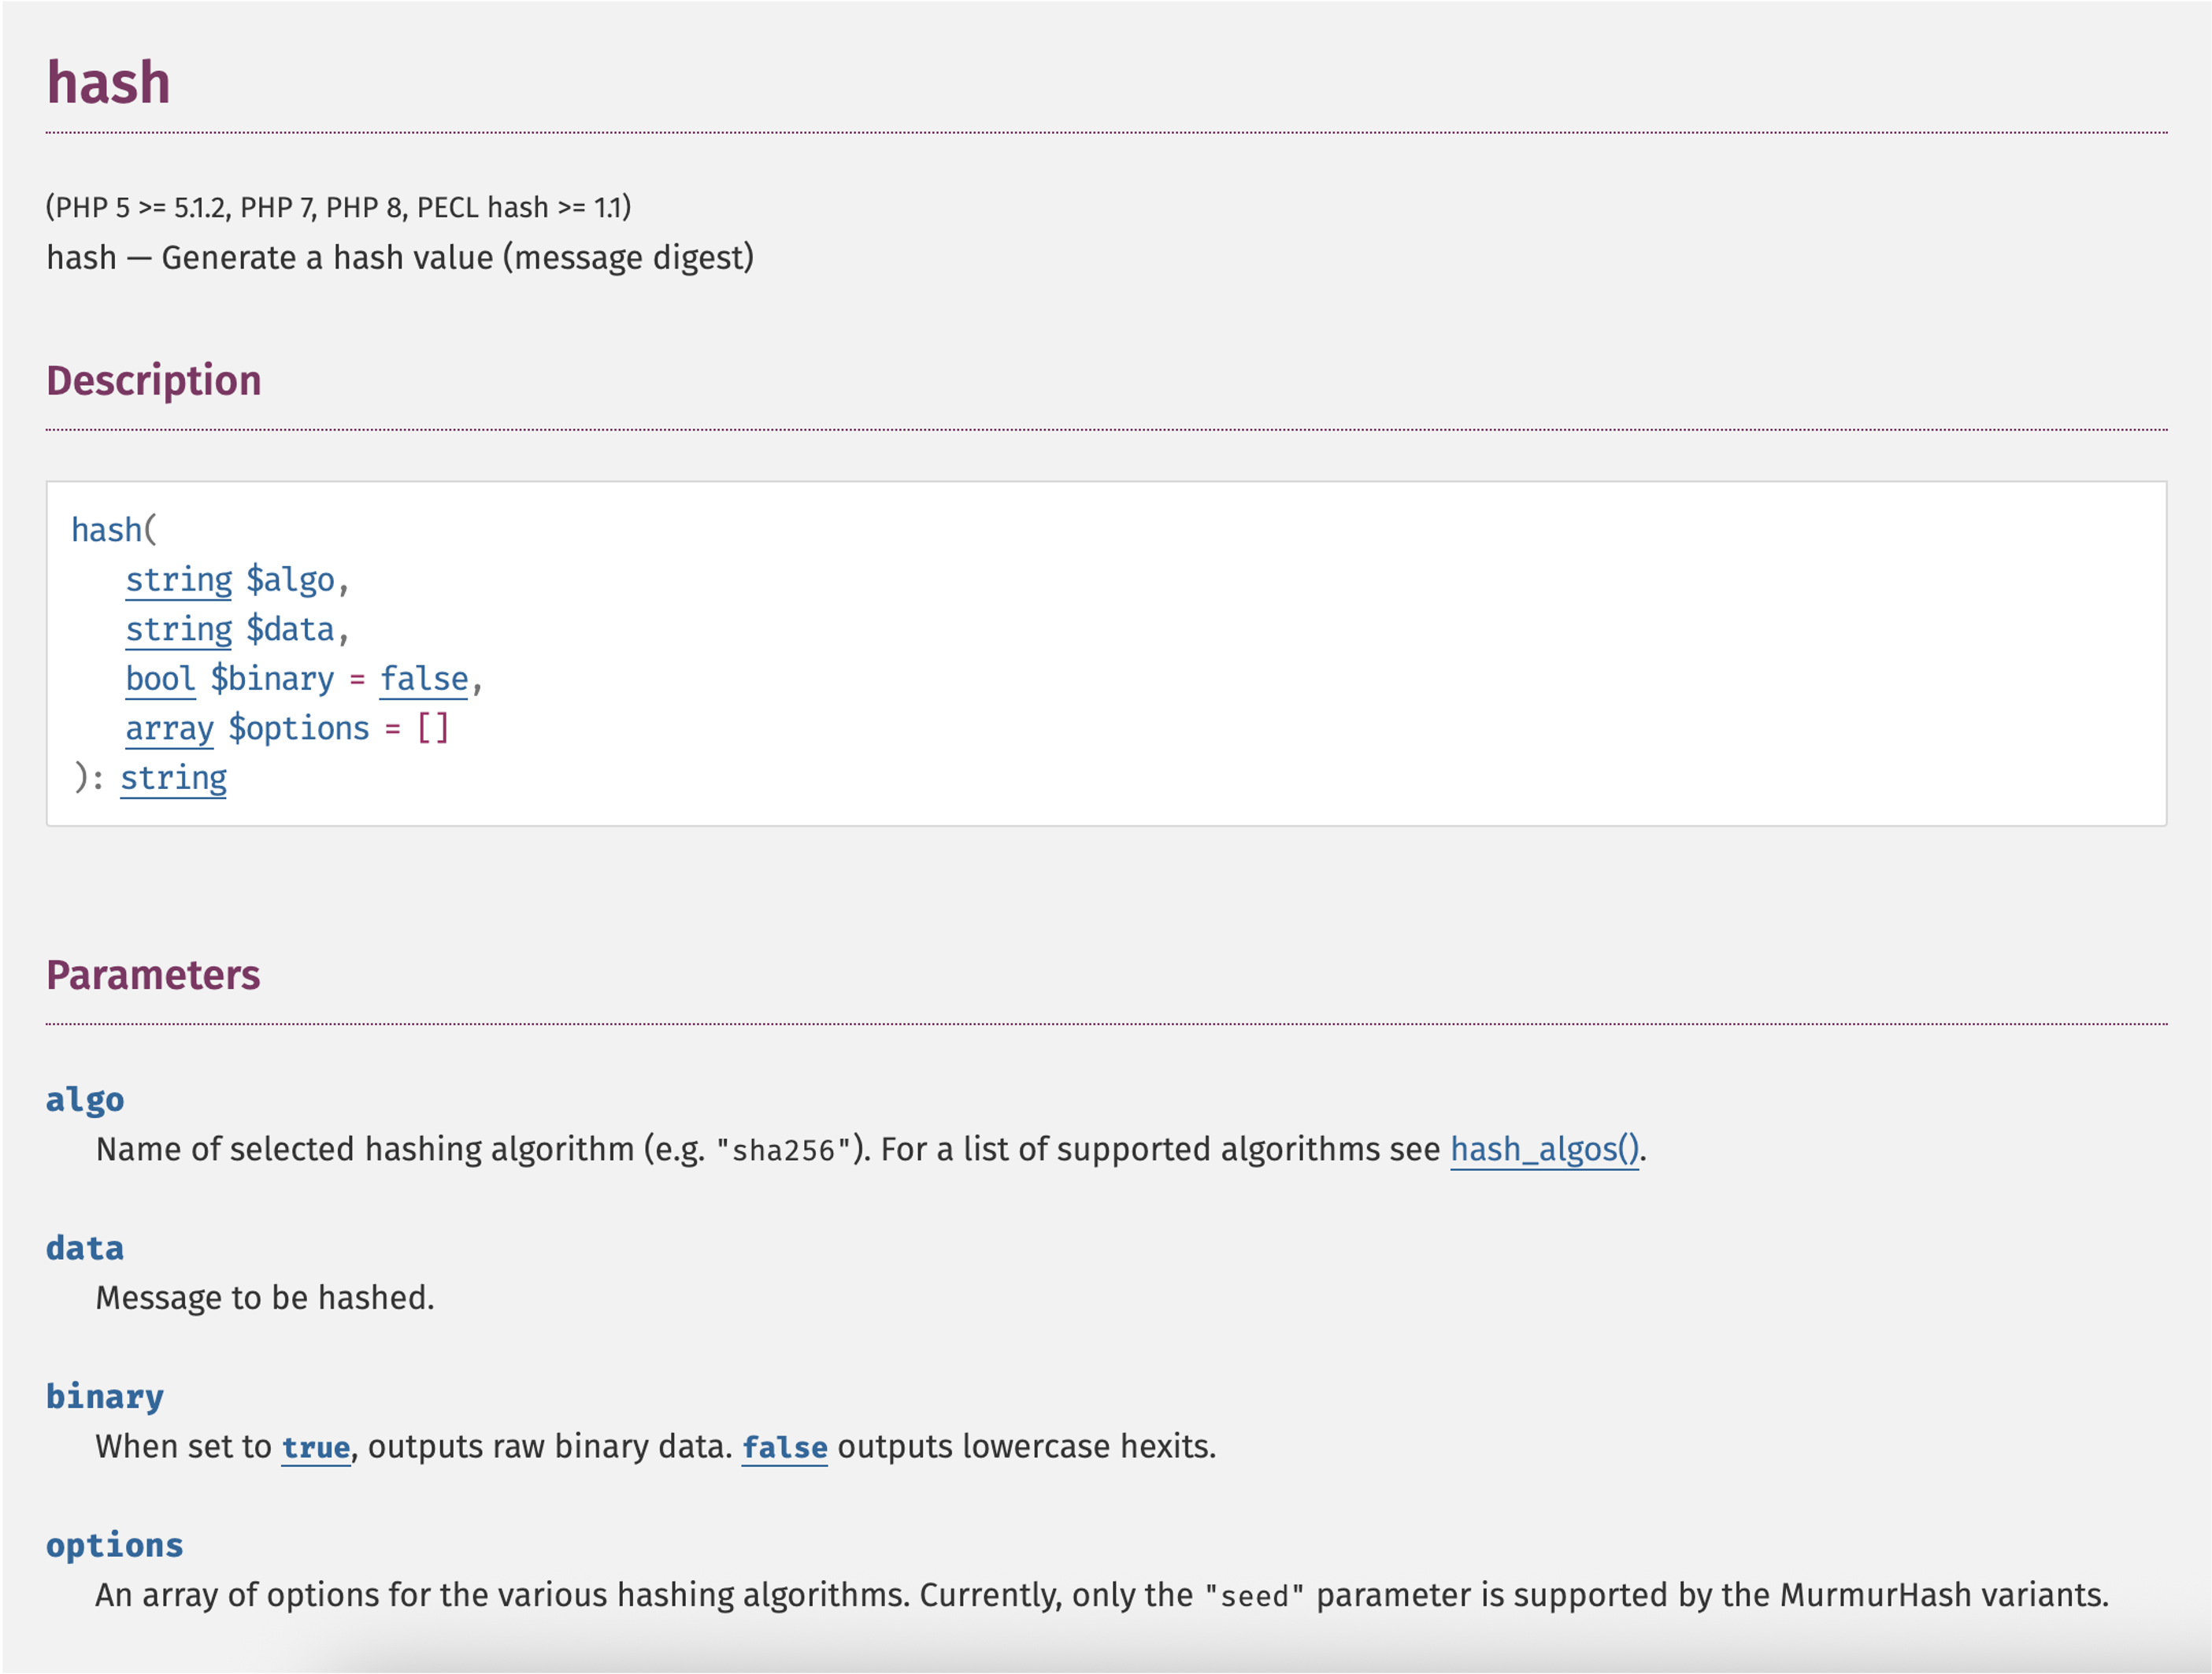 hash
(PHP 5 >= 5.1.2, PHP 7, PHP 8, PECL hash >= 1.1)
hash — Generate a hash value (message digest)
Description
hash(
string $algo,
string $data,
bool $binary = false,
array $options = []
): string
Parameters
algo
Name of selected hashing algorithm (e.g. "sha256"). For a list of supported algorithms see hash_algos().
data
Message to be hashed.
binary
When set to true, outputs raw binary data. false outputs lowercase hexits.
options
An array of options for the various hashing algorithms. Currently, only the "seed" parameter is supported by the MurmurHash variants.